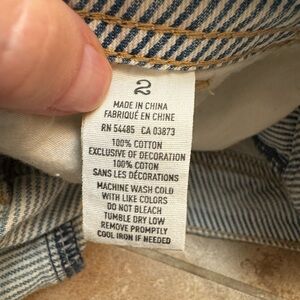 2
MADE IN CHINA
FABRIQUÉ EN CHINE
RN 54485 CA 03873
100% COTTON
EXCLUSIVE OF DECORATION
100% COTTON
SANS LES DÉCORATIONS
MACHINE WASH COLD
WITH LIKE COLORS
DO NOT BLEACH
TUMBLE DRY LOW
REMOVE PROMPTLY
COOL IRON IF NEEDED